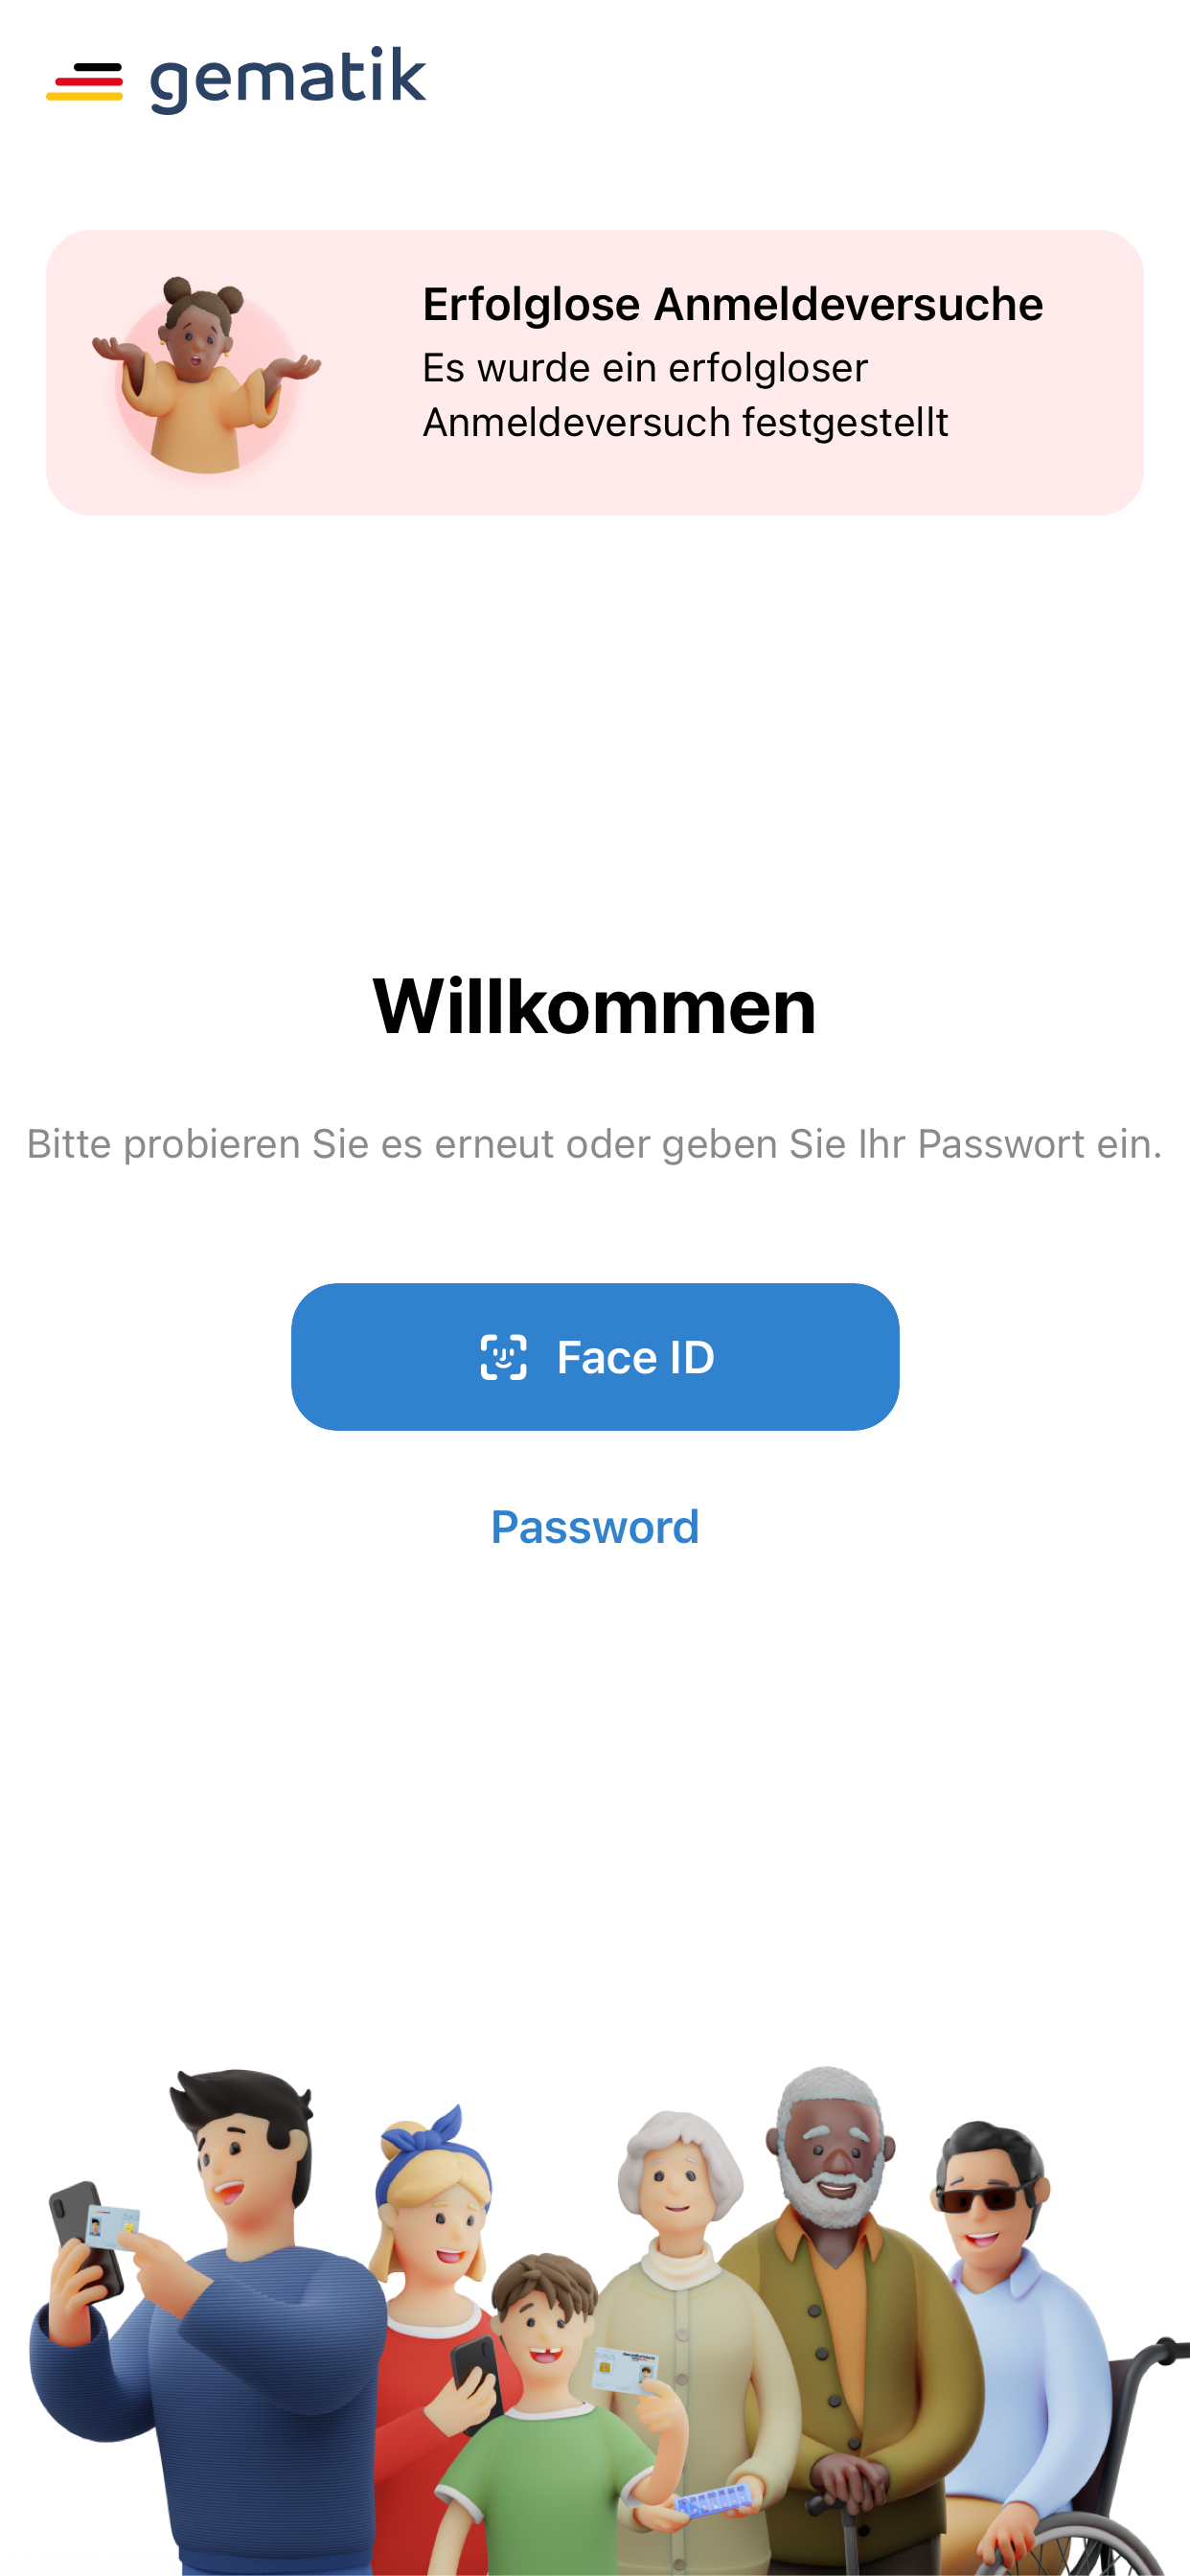 gematik
Erfolglose Anmeldeversuche
Es wurde ein erfolgloser
Anmeldeversuch festgestellt
Willkommen
Bitte probieren Sie es erneut oder geben Sie Ihr Passwort ein.
Face ID
Password